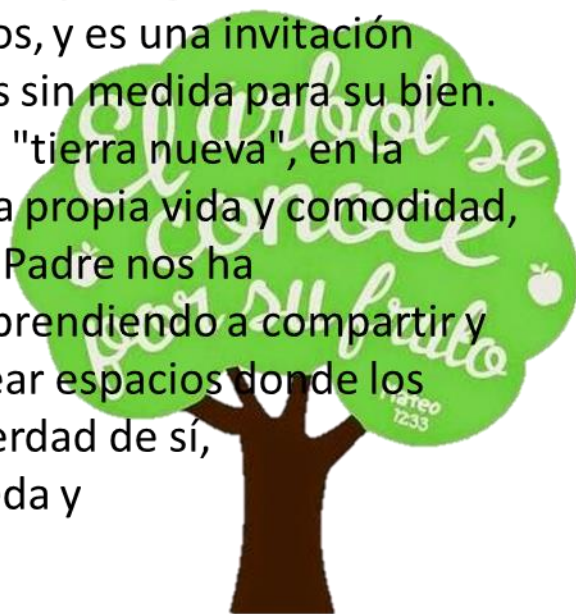 os, y es una invitación
s sin medida para su bien.
"tierra nueva", en la
a propia vida y comodidad,
Padre nos ha
prendiendo a compartir y
ear espacios donde los
erdad de sí,
da y
El árbol se
conoce
por su fruto
Mateo
12:33